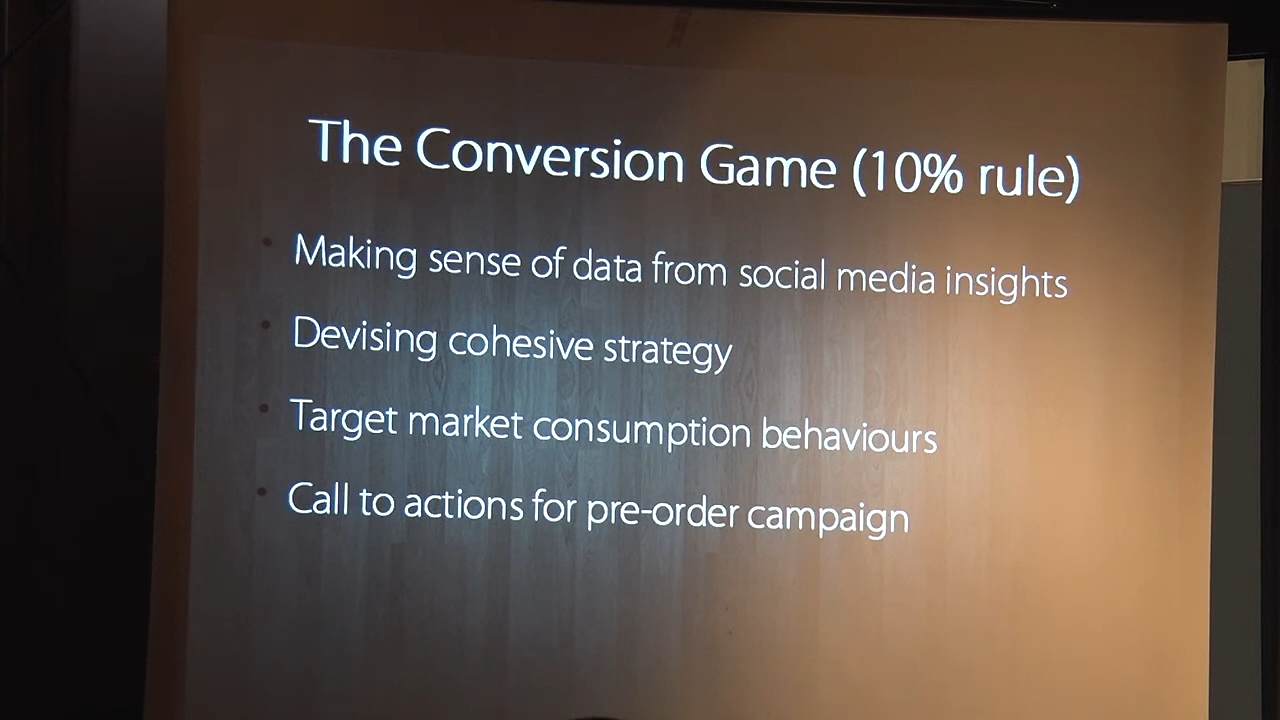 The Conversion Game (10% rule)
• Making sense of data from social media insights
• Devising cohesive strategy
• Target market consumption behaviours
• Call to actions for pre-order campaign